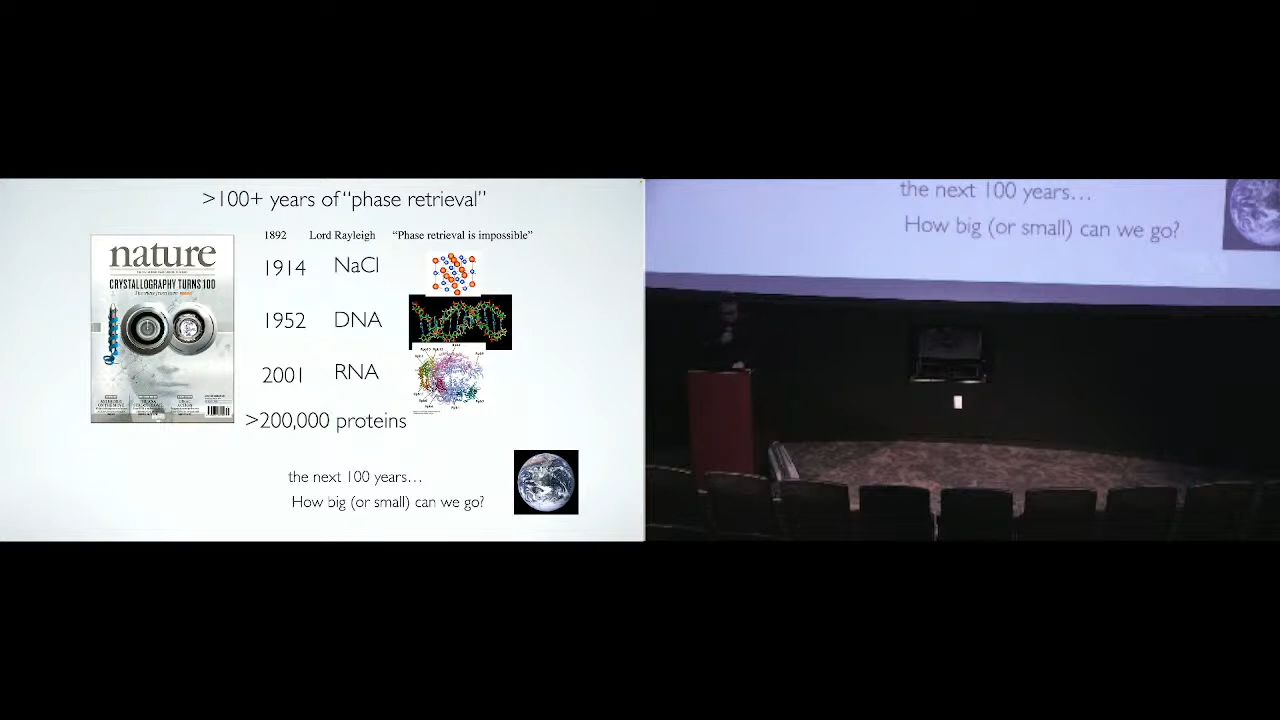 >100+ years of “phase retrieval”
1892 Lord Rayleigh “Phase retrieval is impossible”
nature
CRYSTALLOGRAPHY TURNS 100
1914 NaCl
1952 DNA
2001 RNA
>200,000 proteins
the next 100 years...
How big (or small) can we go?
the next 100 years...
How big (or small) can we go?